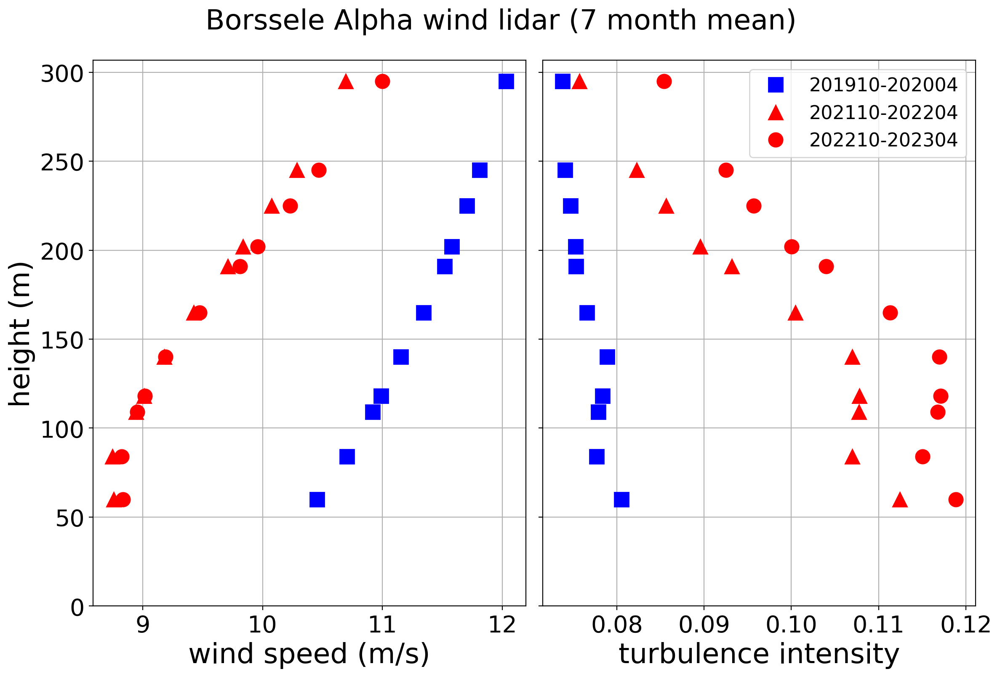 Borssele Alpha wind lidar (7 month mean)
300
250
200
150
100
50
0
height (m)
9 10 11 12
wind speed (m/s)
201910-202004
202110-202204
202210-202304
0.08 0.09 0.10 0.11 0.12
turbulence intensity